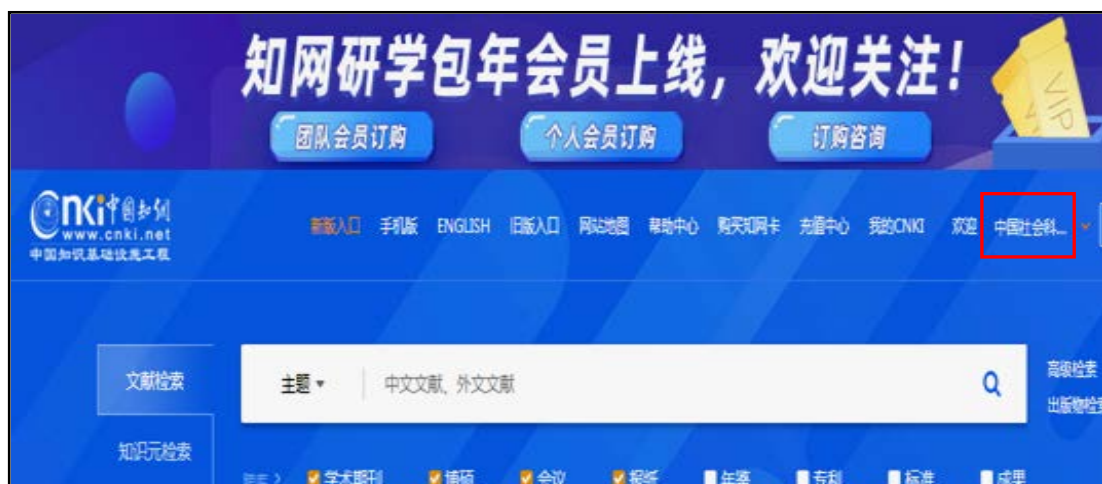 知网研学包年会员上线，欢迎关注！
团队会员订购 个人会员订购 订购咨询
VIP
cnki中国知网
www.cnki.net
中国知识基础设施工程
新版入口 手机版 ENGLISH 旧版入口 网站地图 帮助中心 购买知网卡 充值中心 我的CNKI 欢迎 中国社会科...
文献检索
主题 中文文献、外文文献
高级检索
出版物检索
知识元检索
学术期刊 博硕 会议 报纸 年鉴 专利 标准 成果